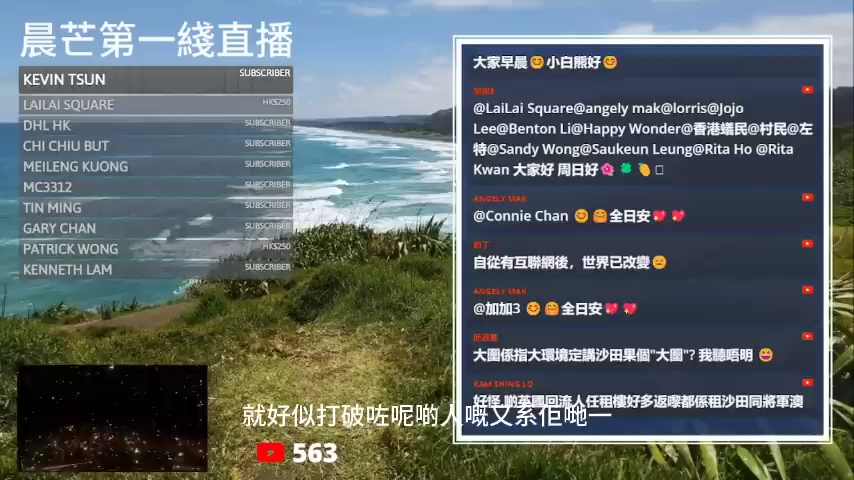 晨芒第一綫直播
KEVIN TSUN SUBSCRIBER
LAILAI SQUARE HK$250
DHL HK SUBSCRIBER
CHI CHIU BUT SUBSCRIBER
MEILENG KUONG SUBSCRIBER
MC3312 SUBSCRIBER
TIN MING SUBSCRIBER
GARY CHAN SUBSCRIBER
PATRICK WONG HK$250
KENNETH LAM SUBSCRIBER
大家早晨😊小白熊好😊
@LaiLai Square@angely mak@lorris@Jojo
Lee@Benton Li@Happy Wonder@香港蟻民@村民@左
特@Sandy Wong@Saukeun Leung@Rita Ho @Rita
Kwan 大家好 周日好🌺 🍀 🍋
ANGELY MAK
@Connie Chan 😊 🤗全日安💖 💖
自從有互聯網後，世界已改變😑
ANGELY MAK
@加加3 😊 🤗全日安💖 💖
大圍係指大環境定講沙田果個"大圍"? 我聽唔明 😄
KAM SHING LO
好怪 啲英國回流人任租樓好多返嚟都係租沙田同將軍澳
就好似打破咗呢啲人嘅又系佢哋一
563